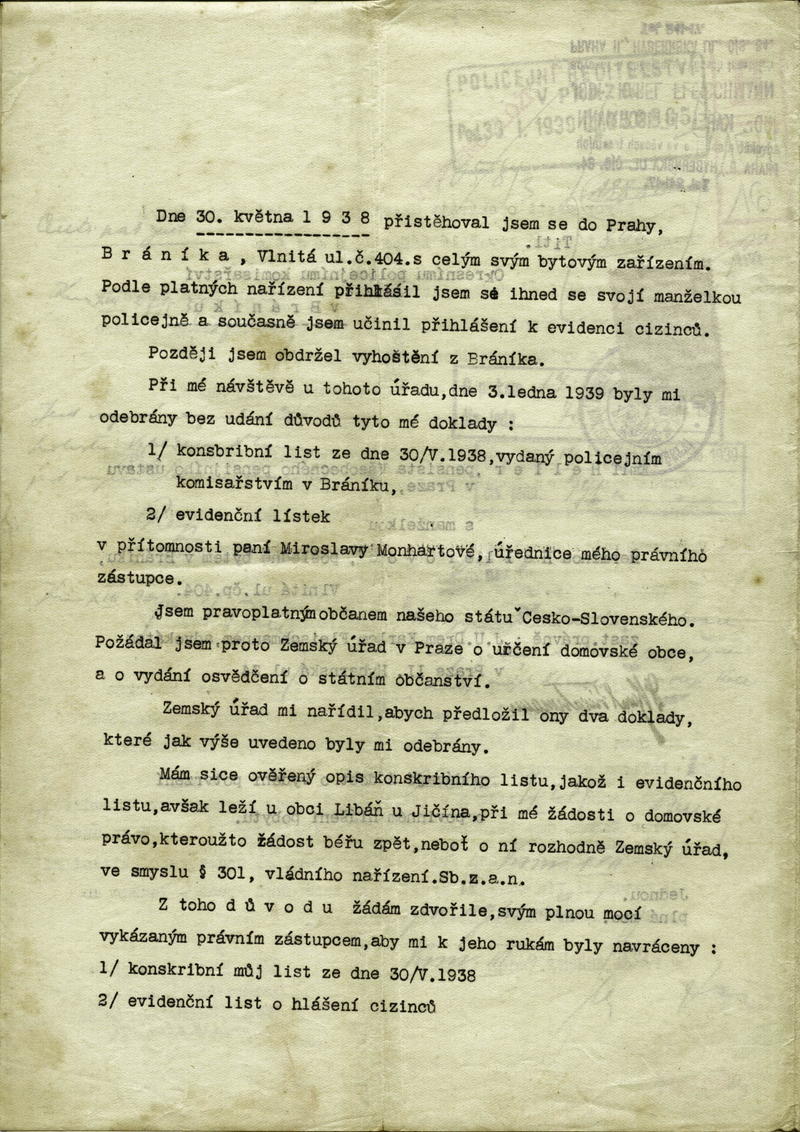 Dne 30. května 1 9 3 8 přistěhoval jsem se do Prahy,
B r á n í k a , Vlnitá ul.č.404.s celým svým bytovým zařízením.
Podle platných nařízení přihlásil jsem sé ihned se svojí manželkou
policejně a současně jsem učinil přihlášení k evidenci cizinců.
Později jsem obdržel vyhoštění z Bráníka.
Při mé návštěvě u tohoto úřadu,dne 3.ledna 1939 byly mi
odebrány bez udání důvodů tyto mé doklady :
1/ konsbribní list ze dne 30/V.1938,vydaný policejním
komisařstvím v Bráníku,
2/ evidenční lístek
v přítomnosti paní Miroslavy Monhartové, úřednice mého právního
zástupce.
Jsem pravoplatným občanem našeho státu Česko-Slovenského.
Požádal jsem proto Zemský úřad v Praze o určení domovské obce,
a o vydání osvědčení o státním občanství.
Zemský úřad mi nařídil,abych předložil ony dva doklady,
které jak výše uvedeno byly mi odebrány.
Mám sice ověřený opis konskribního listu,jakož i evidenčního
listu,avšak leží u obci Libáň u Jičína,při mé žádosti o domovské
právo,kteroužto žádost béřu zpět,neboť o ní rozhodně Zemský úřad,
ve smyslu § 301, vládního nařízení.Sb.z.a.n.
Z toho d ů v o d u žádám zdvořile,svým plnou mocí
vykázaným právním zástupcem,aby mi k jeho rukám byly navráceny :
1/ konskribní můj list ze dne 30/V.1938
2/ evidenční list o hlášení cizinců